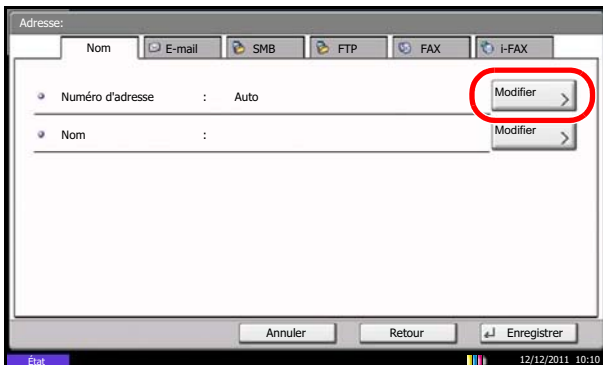 Adresse:
Nom E-mail SMB FTP FAX i-FAX
Numéro d'adresse : Auto Modifier
Nom : Modifier
Annuler Retour Enregistrer
État 12/12/2011 10:10